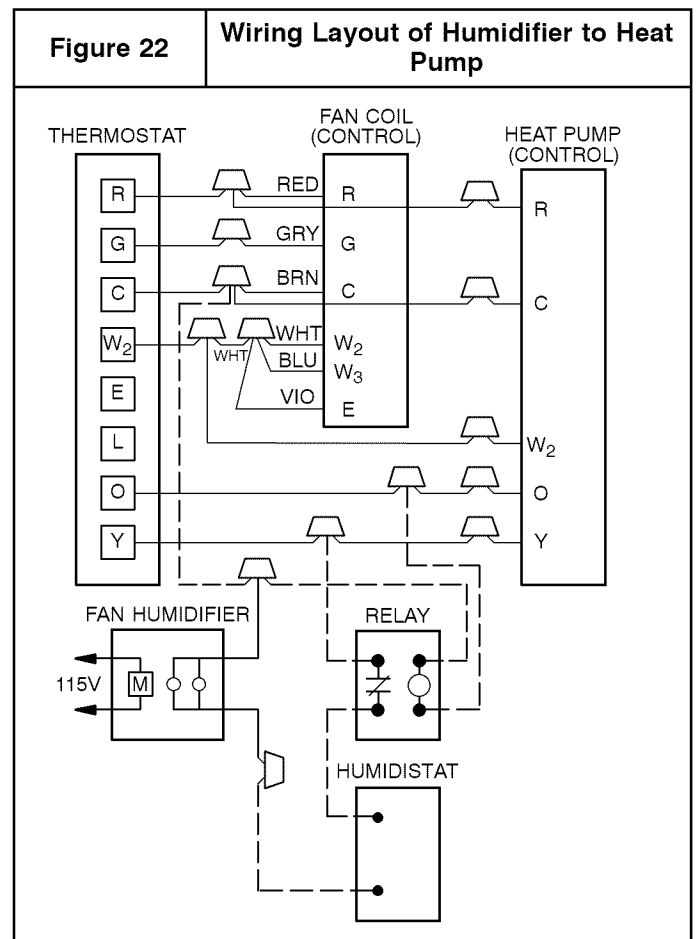 Figure 22
Wiring Layout of Humidifier to Heat
Pump
THERMOSTAT
FAN COIL
(CONTROL)
HEAT PUMP
(CONTROL)
R
RED
R
R
G
GRY
G
C
BRN
C
C
W2
WHT
WHT
W2
BLU
W3
E
VIO
E
L
W2
O
O
Y
Y
FAN HUMIDIFIER
RELAY
115V
M
HUMIDISTAT